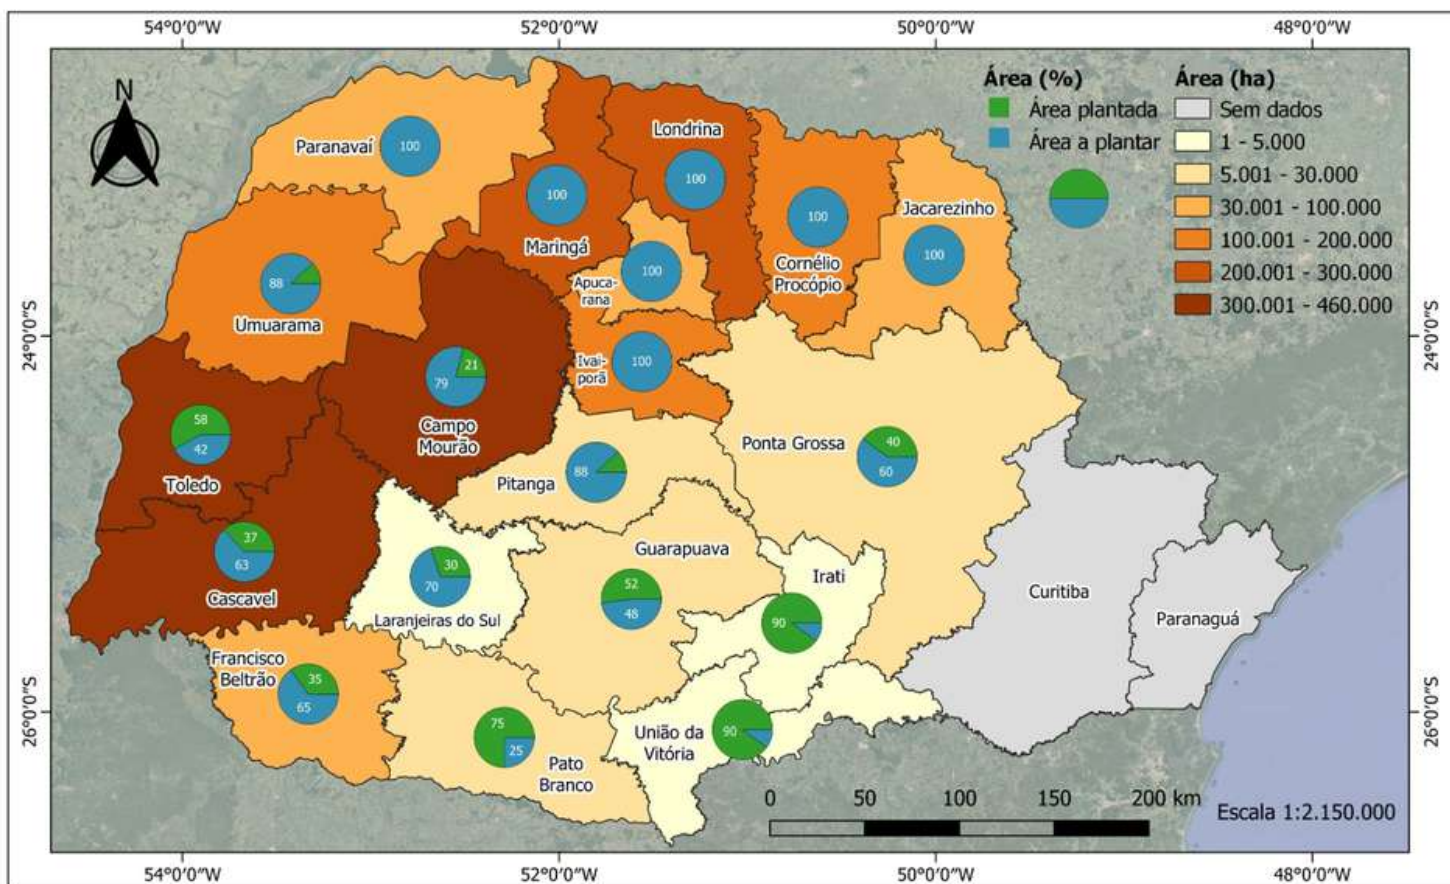 54°0'0"W 52°0'0"W 50°0'0"W 48°0'0"W
N
Área (%)
Área plantada
Área a plantar
Área (ha)
Sem dados
1 - 5.000
5.001 - 30.000
30.001 - 100.000
100.001 - 200.000
200.001 - 300.000
300.001 - 460.000
Paranavaí
100
Londrina
100
Maringá
100
Cornélio
Procópio
100
Jacarezinho
100
Apuca-
rana
100
Umuarama
88
24°0'0"S
24°0'0"S
Ivai-
porã
100
Campo
Mourão
21
79
Toledo
58
42
Pitanga
88
Ponta Grossa
40
60
Cascavel
37
63
Laranjeiras do Sul
30
70
Guarapuava
52
48
Irati
90
Curitiba
Paranaguá
Francisco
Beltrão
35
65
26°0'0"S
26°0'0"S
Pato
Branco
75
25
União da
Vitória
90
0 50 100 150 200 km
Escala 1:2.150.000
54°0'0"W 52°0'0"W 50°0'0"W 48°0'0"W